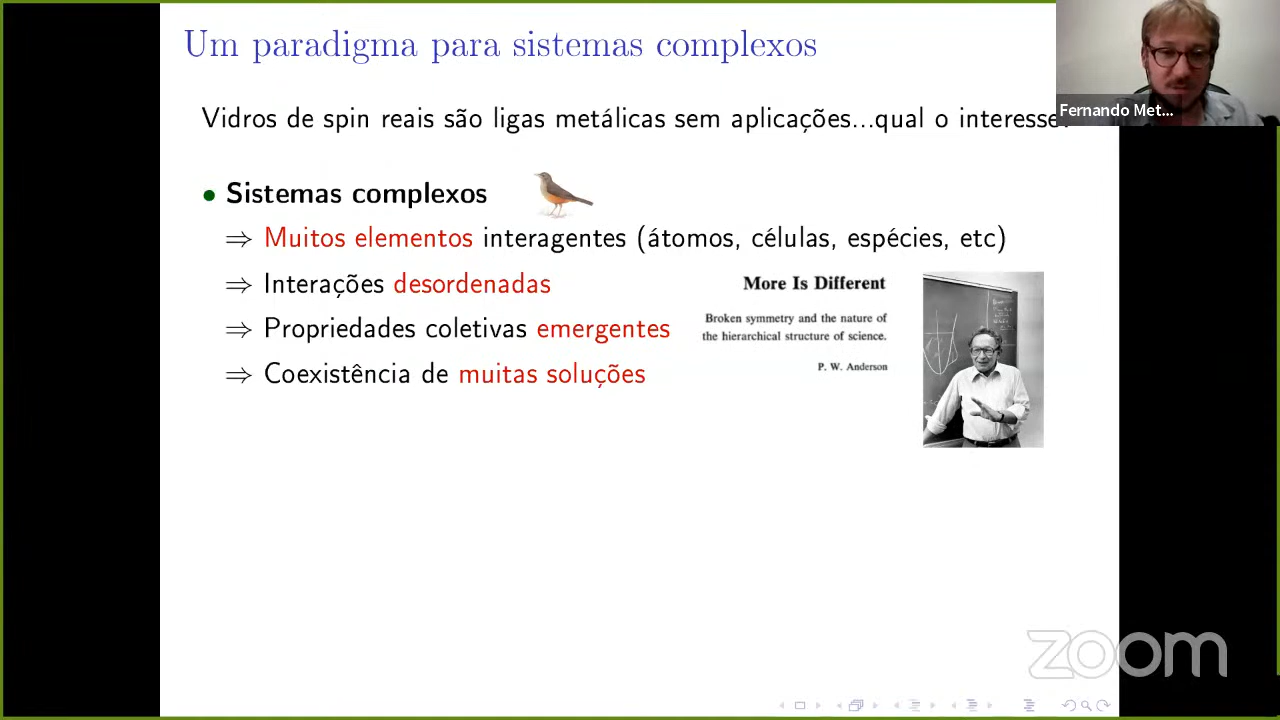 Um paradigma para sistemas complexos
Fernando Met...
Vidros de spin reais são ligas metálicas sem aplicações...qual o interesse?
• Sistemas complexos
⇒ Muitos elementos interagentes (átomos, células, espécies, etc)
⇒ Interações desordenadas
⇒ Propriedades coletivas emergentes
⇒ Coexistência de muitas soluções
More Is Different
Broken symmetry and the nature of
the hierarchical structure of science.
P. W. Anderson
zoom